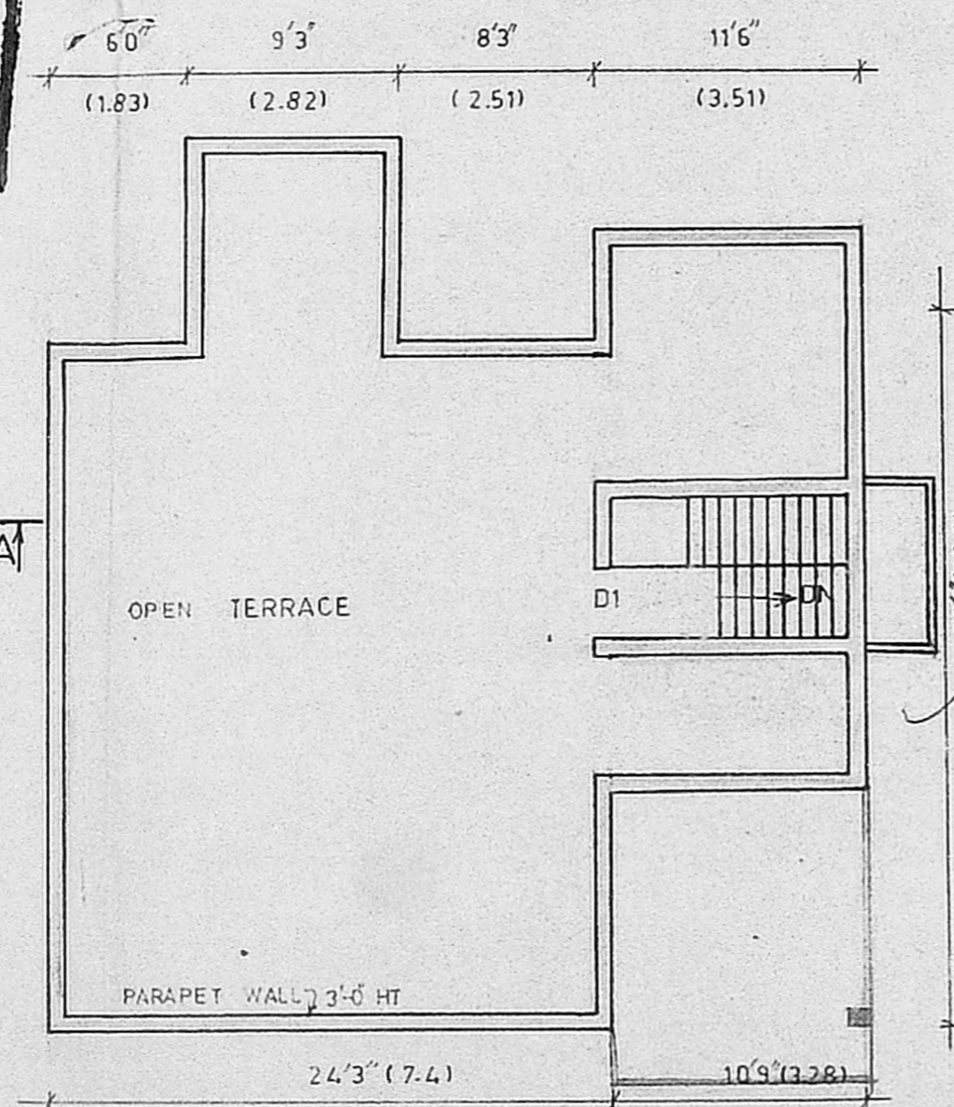 6'0" 9'3" 8'3" 11'6"
(1.83) (2.82) (2.51) (3.51)
A
OPEN TERRACE
D1
DN
PARAPET WALL 3'-0" HT
24'3" (7.4) 10'9" (3.28)